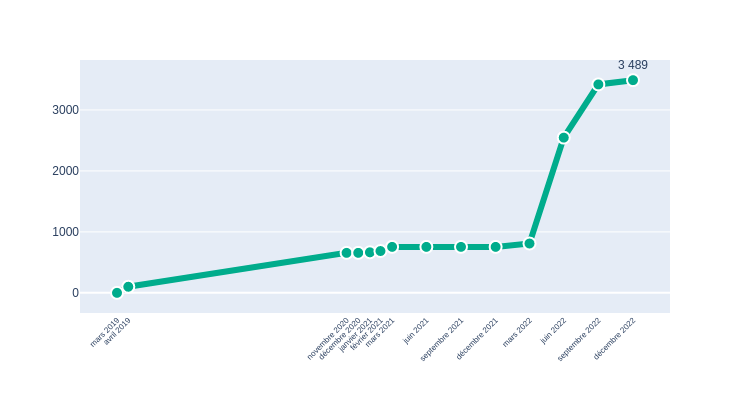 3 489
3000
2000
1000
0
mars 2019
avril 2019
novembre 2020
décembre 2020
janvier 2021
février 2021
mars 2021
juin 2021
septembre 2021
décembre 2021
mars 2022
juin 2022
septembre 2022
décembre 2022